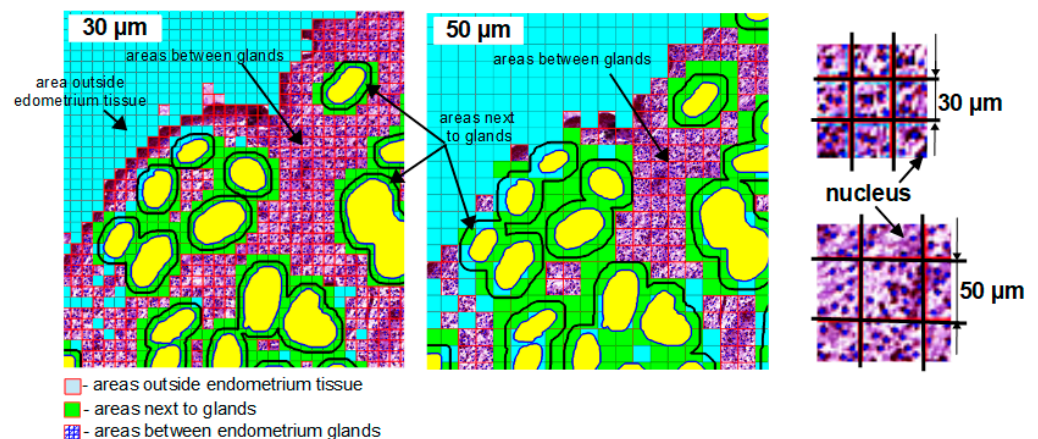 30 µm
areas between glands
area outside
edometrium tissue
50 µm
areas between glands
areas next
to glands
30 µm
nucleus
50 µm
- areas outside endometrium tissue
- areas next to glands
- areas between endometrium glands